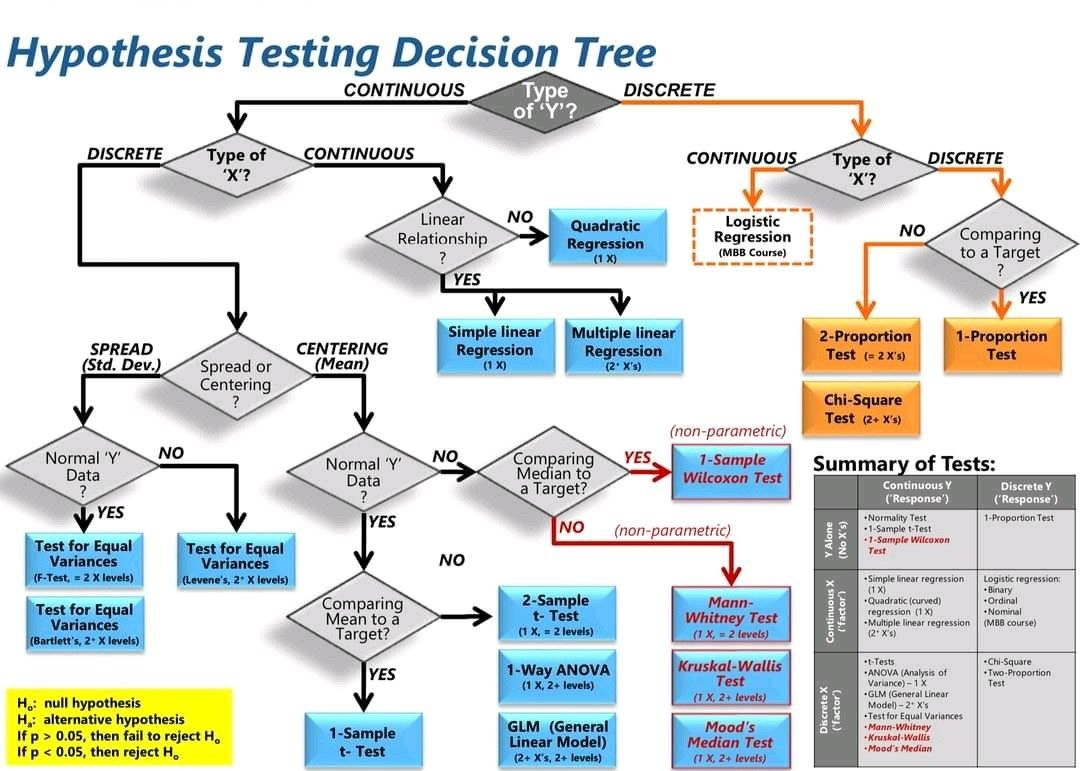 Hypothesis Testing Decision Tree
CONTINUOUS
Type
of ‘Y’?
DISCRETE
DISCRETE
Type of
‘X’?
CONTINUOUS
CONTINUOUS
Type of
‘X’?
DISCRETE
Linear
Relationship
?
NO
Quadratic
Regression
(1 X)
YES
Simple linear
Regression
(1 X)
Multiple linear
Regression
(2⁺ X’s)
Logistic
Regression
(MBB Course)
NO
Comparing
to a Target
?
YES
2-Proportion
Test (= 2 X’s)
1-Proportion
Test
Chi-Square
Test (2+ X’s)
SPREAD
(Std. Dev.)
Spread or
Centering
?
CENTERING
(Mean)
Normal ‘Y’
Data
?
NO
YES
Test for Equal
Variances
(F-Test, = 2 X levels)
Test for Equal
Variances
(Levene’s, 2⁺ X levels)
Test for Equal
Variances
(Bartlett’s, 2⁺ X levels)
Normal ‘Y’
Data
?
NO
YES
Comparing
Median to
a Target?
YES
(non-parametric)
1-Sample
Wilcoxon Test
NO
(non-parametric)
Mann-
Whitney Test
(1 X, = 2 levels)
Kruskal-Wallis
Test
(1 X, 2+ levels)
Mood’s
Median Test
(1 X, 2+ levels)
Comparing
Mean to a
Target?
NO
2-Sample
t- Test
(1 X, = 2 levels)
1-Way ANOVA
(1 X, 2+ levels)
GLM (General
Linear Model)
(2+ X’s, 2+ levels)
YES
1-Sample
t- Test
H₀: null hypothesis
Hₐ: alternative hypothesis
If p > 0.05, then fail to reject H₀
If p < 0.05, then reject H₀
Summary of Tests:
Continuous Y
(‘Response’)
Discrete Y
(‘Response’)
Y Alone
(No X’s)
•Normality Test
•1-Sample t-Test
•1-Sample Wilcoxon
Test
1-Proportion Test
Continuous X
(‘factor’)
•Simple linear regression
(1 X)
•Quadratic (curved)
regression (1 X)
•Multiple linear regression
(2⁺ X’s)
Logistic regression:
•Binary
•Ordinal
•Nominal
(MBB course)
Discrete X
(‘factor’)
•t-Tests
•ANOVA (Analysis of
Variance) – 1 X
•GLM (General Linear
Model) – 2⁺ X’s
•Test for Equal Variances
•Mann-Whitney
•Kruskal-Wallis
•Mood’s Median
•Chi-Square
•Two-Proportion
Test